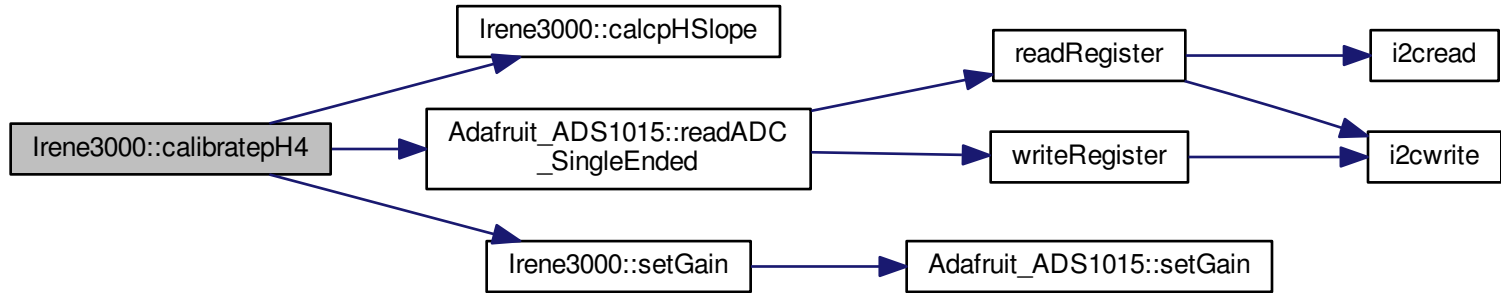 Irene3000::calibratepH4
Irene3000::calcpHSlope
Adafruit_ADS1015::readADC
_SingleEnded
Irene3000::setGain
readRegister
writeRegister
Adafruit_ADS1015::setGain
i2cread
i2cwrite